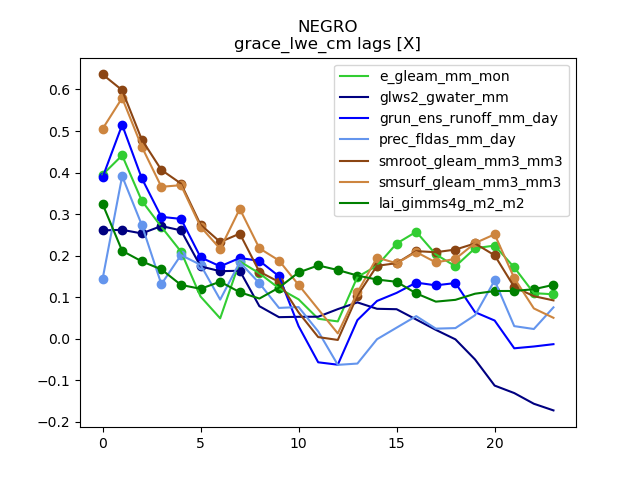 NEGRO
grace_lwe_cm lags [X]
e_gleam_mm_mon
glws2_gwater_mm
grun_ens_runoff_mm_day
prec_fldas_mm_day
smroot_gleam_mm3_mm3
smsurf_gleam_mm3_mm3
lai_gimms4g_m2_m2
0.6
0.5
0.4
0.3
0.2
0.1
0.0
−0.1
−0.2
0 5 10 15 20